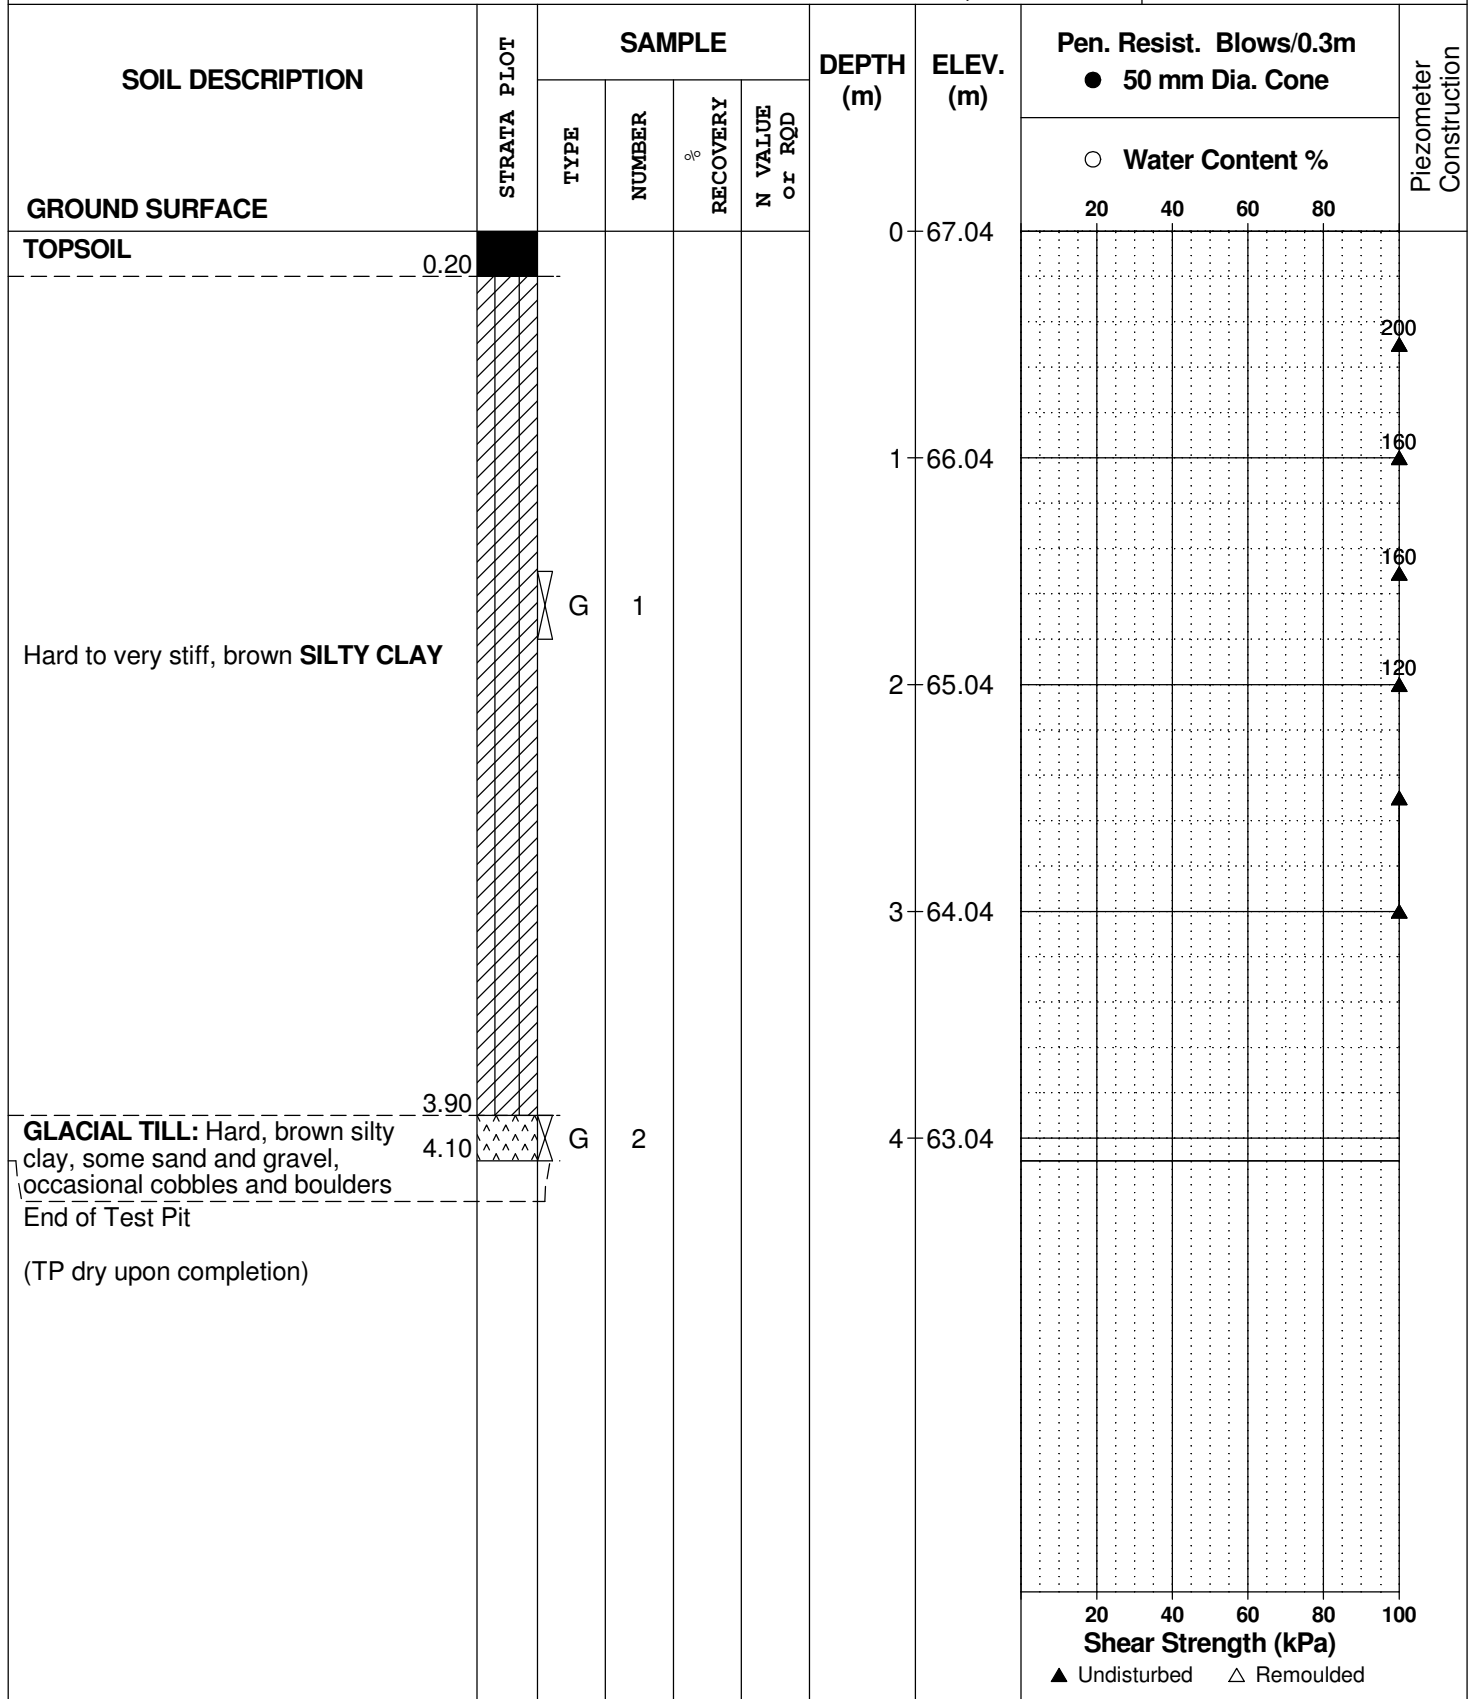 SOIL DESCRIPTION
GROUND SURFACE
STRATA PLOT
SAMPLE
TYPE
NUMBER
%
RECOVERY
N VALUE
or RQD
DEPTH
(m)
ELEV.
(m)
Pen. Resist. Blows/0.3m
● 50 mm Dia. Cone
○ Water Content %
20 40 60 80
Piezometer
Construction
TOPSOIL
0.20
0 67.04
200
160
1 66.04
160
G 1
Hard to very stiff, brown SILTY CLAY
120
2 65.04
3 64.04
3.90
GLACIAL TILL: Hard, brown silty
clay, some sand and gravel,
occasional cobbles and boulders
4.10
G 2
4 63.04
End of Test Pit
(TP dry upon completion)
20 40 60 80 100
Shear Strength (kPa)
▲ Undisturbed △ Remoulded